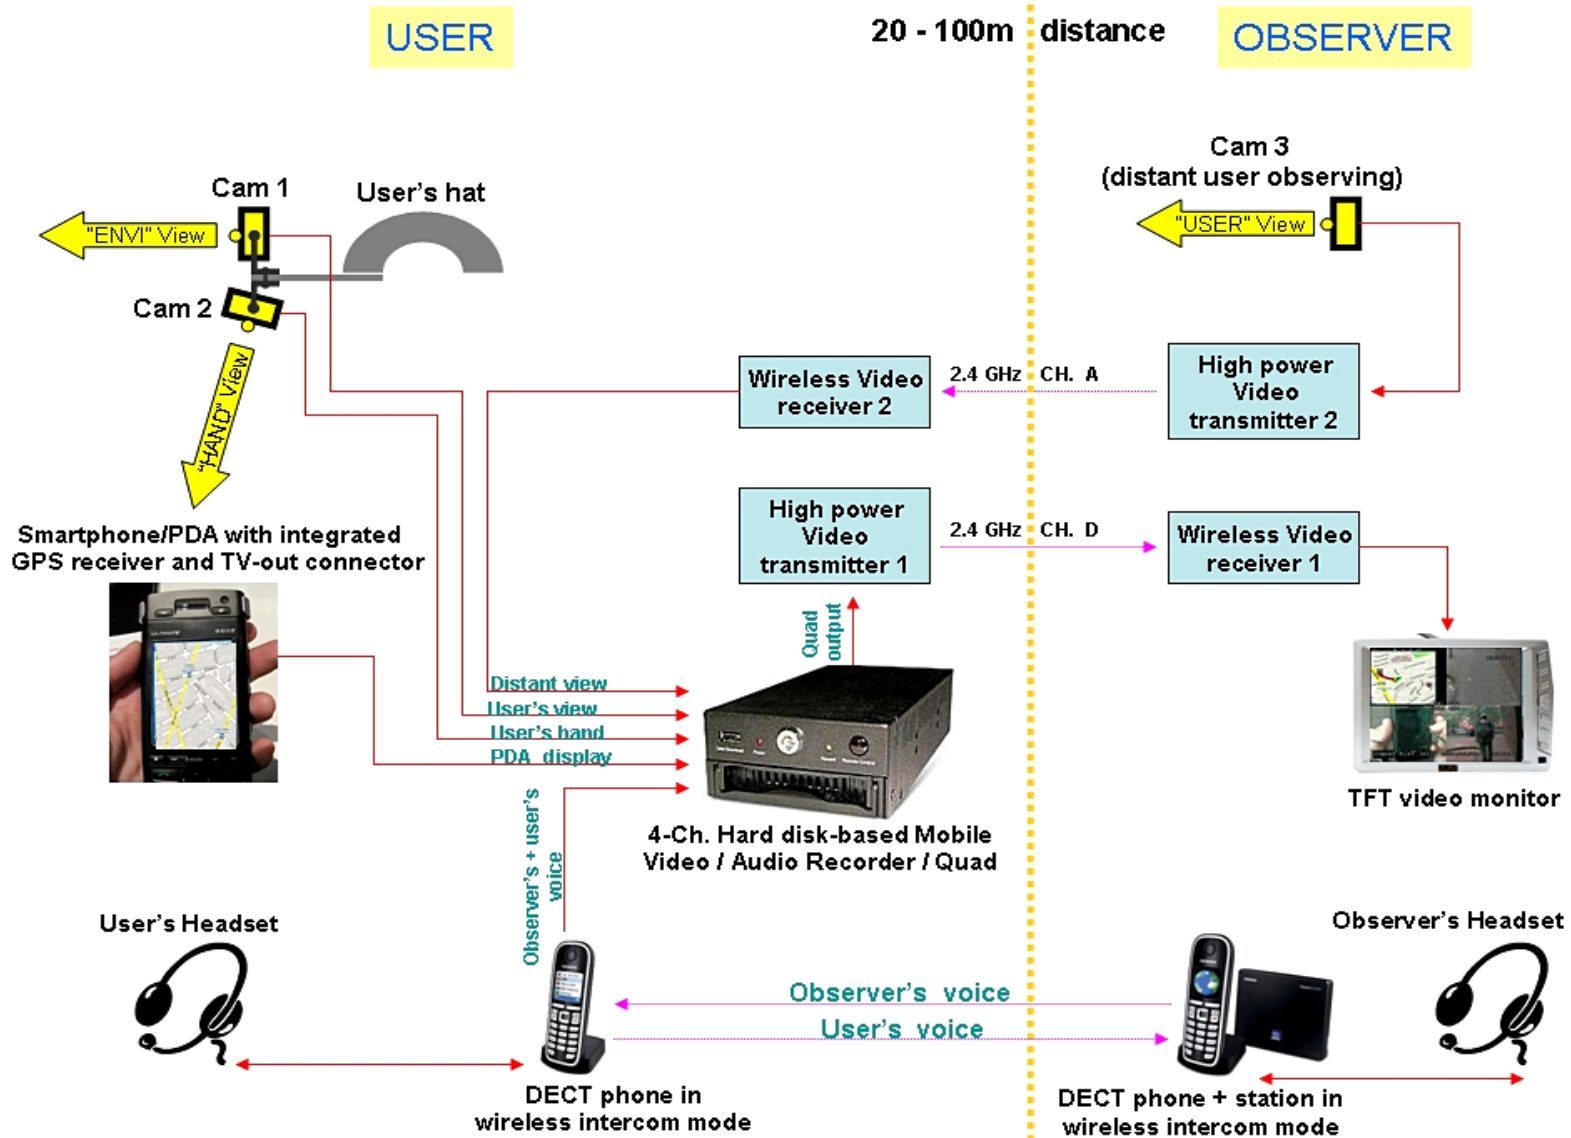 USER
20 - 100m distance
OBSERVER
Cam 3
(distant user observing)
Cam 1
User's hat
"ENVI" View
"USER" View
Cam 2
"HAND" View
Wireless Video
receiver 2
2.4 GHz CH. A
High power
Video
transmitter 2
High power
Video
transmitter 1
2.4 GHz CH. D
Wireless Video
receiver 1
Smartphone/PDA with integrated
GPS receiver and TV-out connector
Quad
output
Distant view
User's view
User's hand
PDA display
TFT video monitor
4-Ch. Hard disk-based Mobile
Video / Audio Recorder / Quad
Observer's + user's
voice
User's Headset
Observer's Headset
Observer's voice
User's voice
DECT phone in
wireless intercom mode
DECT phone + station in
wireless intercom mode